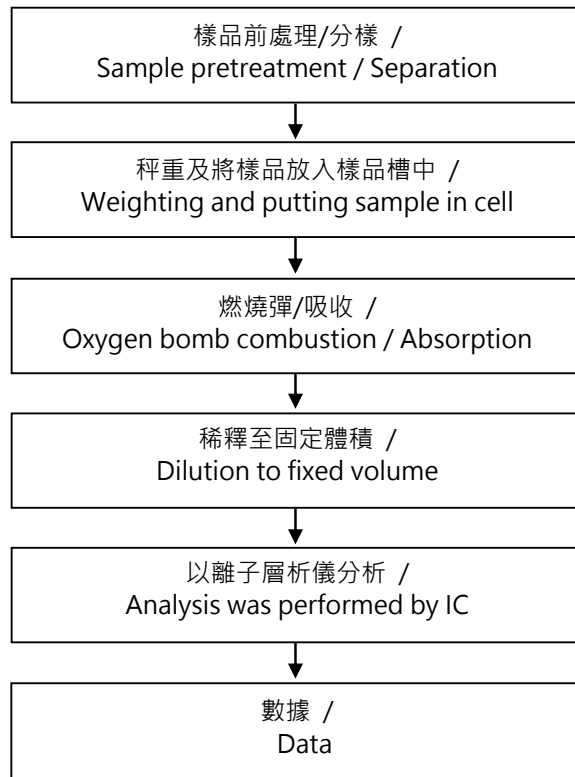 樣品前處理/分樣 /
Sample pretreatment / Separation
秤重及將樣品放入樣品槽中 /
Weighting and putting sample in cell
燃燒彈/吸收 /
Oxygen bomb combustion / Absorption
稀釋至固定體積 /
Dilution to fixed volume
以離子層析儀分析 /
Analysis was performed by IC
數據 /
Data